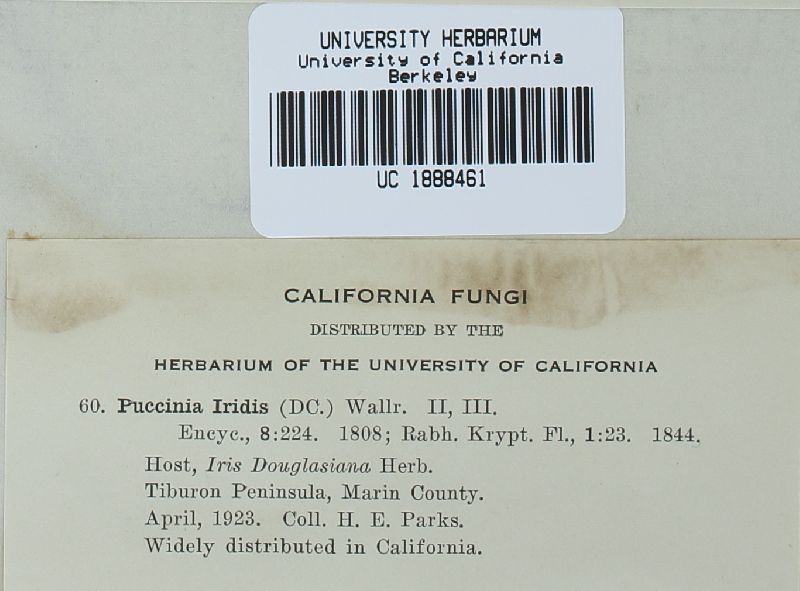 UNIVERSITY HERBARIUM
University of California
Berkeley
UC 1888461
CALIFORNIA FUNGI
DISTRIBUTED BY THE
HERBARIUM OF THE UNIVERSITY OF CALIFORNIA
60. Puccinia Iridis (DC.) Wallr. II, III.
Encyc., 8:224. 1808; Rabh. Krypt. Fl., 1:23. 1844.
Host, Iris Douglasiana Herb.
Tiburon Peninsula, Marin County.
April, 1923. Coll. H. E. Parks.
Widely distributed in California.